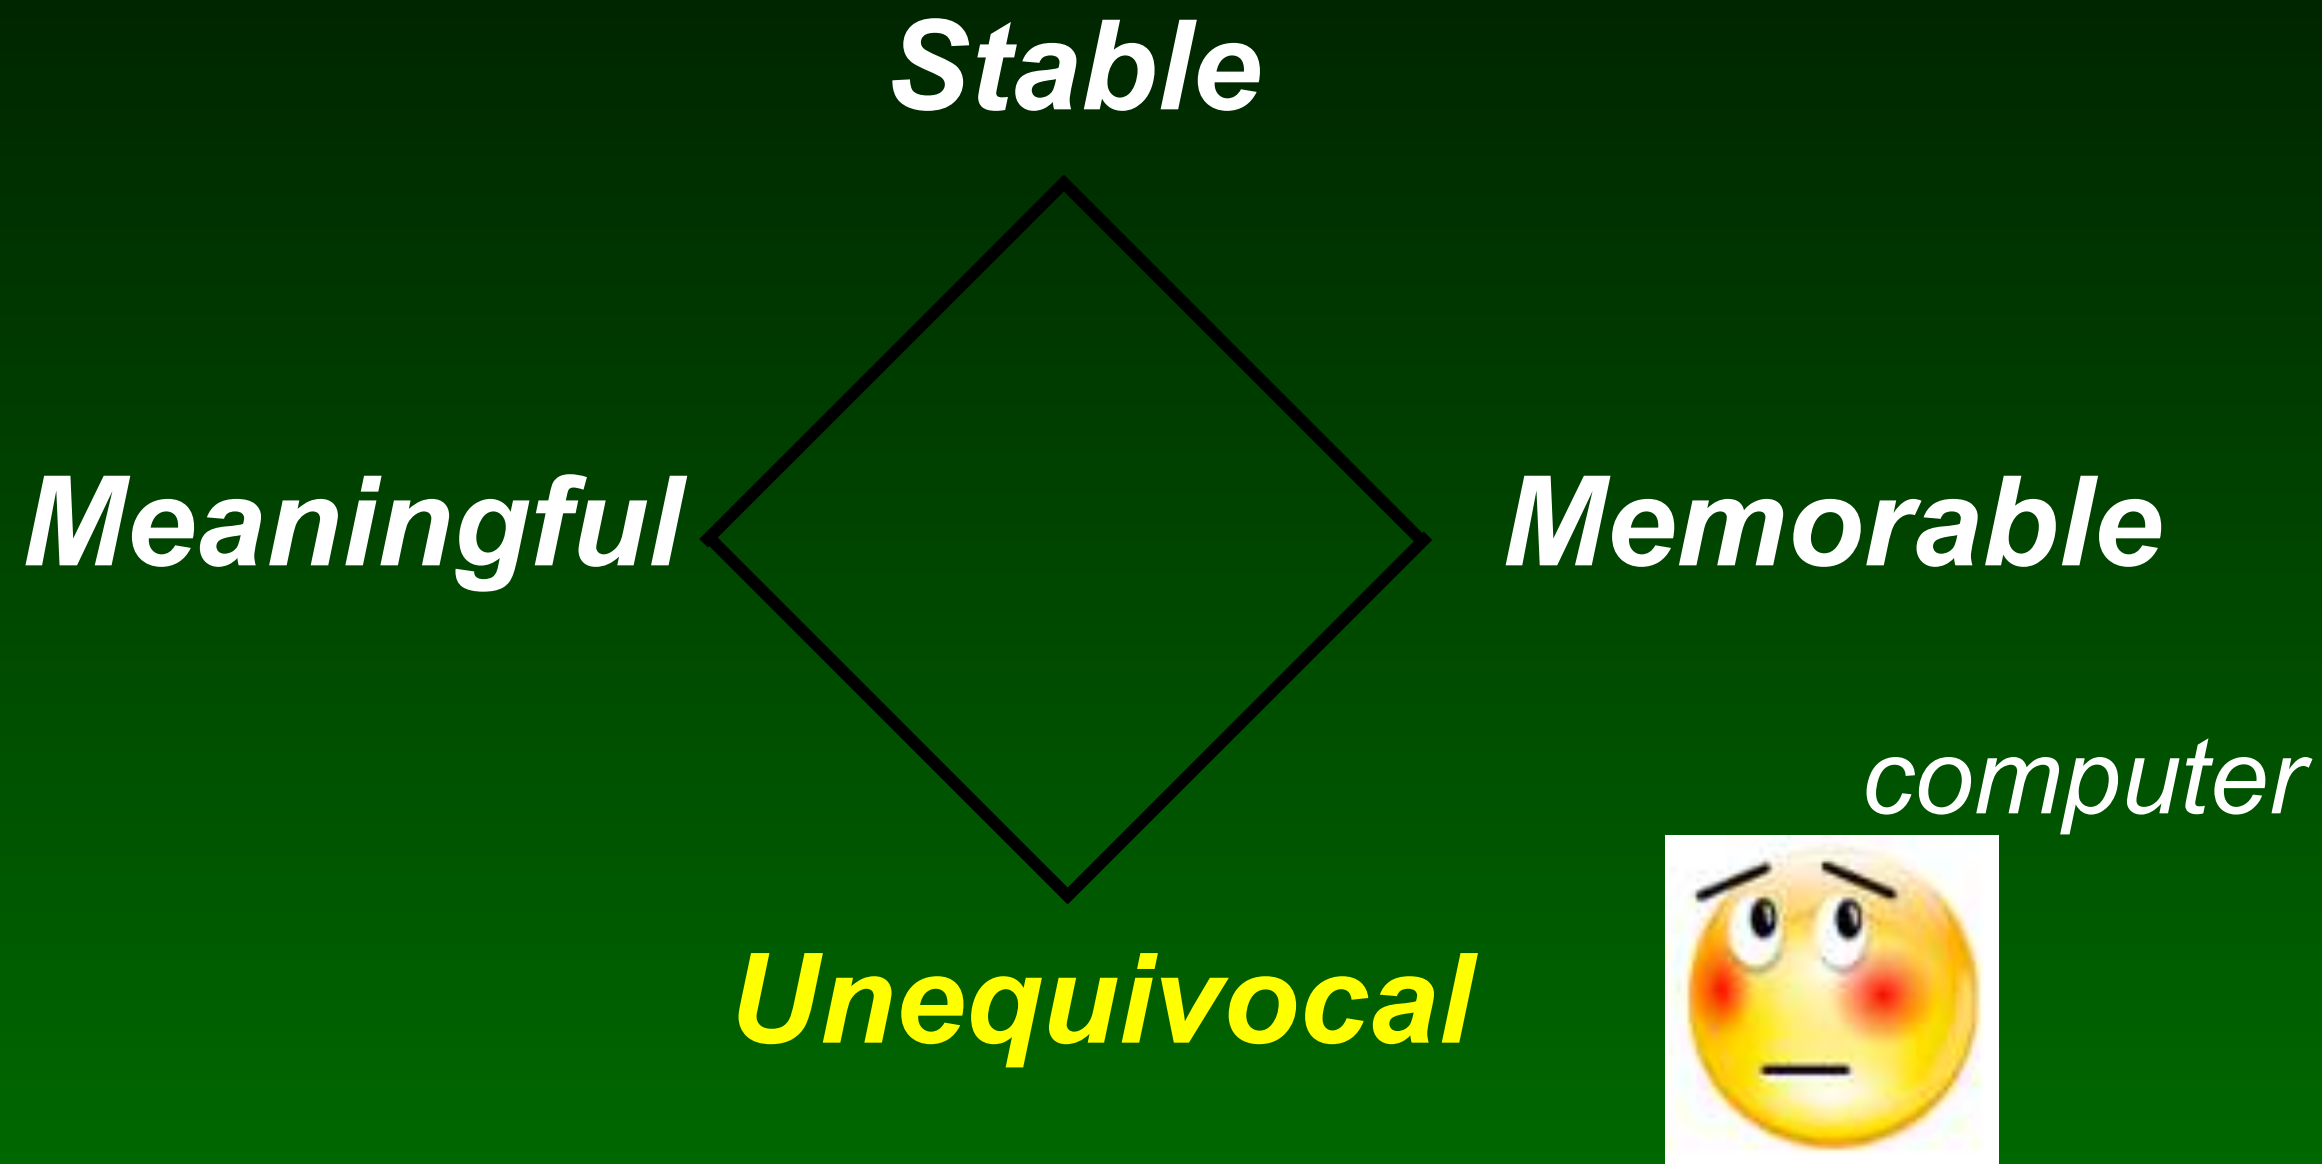 Stable
Meaningful
Memorable
computer
Unequivocal